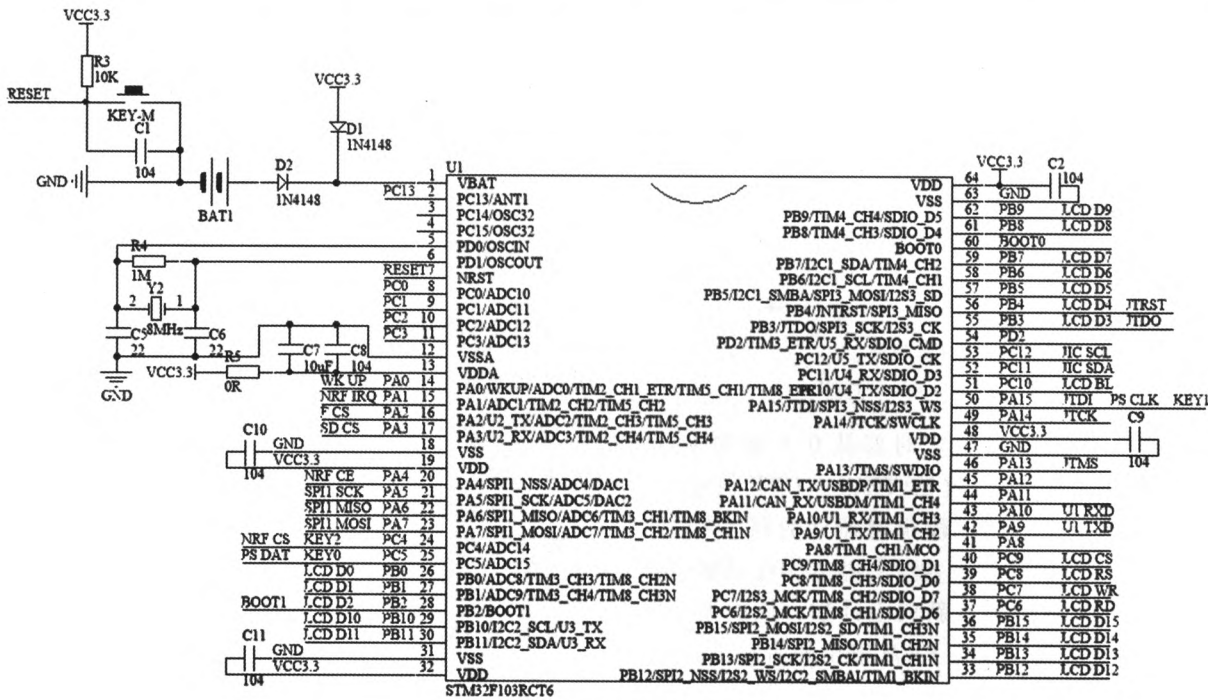 VCC3.3
R3
10K
RESET
KEY-M
C1
104
GND
BAT1
D2
1N4148
VCC3.3
D1
1N4148
R4
1M
Y2
2 1
8MHz
C5
22
C6
22
GND
VCC3.3
R5
0R
C7
10uF
C8
104
C10
104
C11
104
U1
1 VBAT
PC13 2 PC13/ANT1
3 PC14/OSC32
4 PC15/OSC32
5 PD0/OSCIN
6 PD1/OSCOUT
RESET 7 NRST
PC0 8 PC0/ADC10
PC1 9 PC1/ADC11
PC2 10 PC2/ADC12
PC3 11 PC3/ADC13
12 VSSA
13 VDDA
WK UP PA0 14 PA0/WKUP/ADC0/TIM2_CH1_ETR/TIM5_CH1/TIM8_ETR
NRF IRQ PA1 15 PA1/ADC1/TIM2_CH2/TIM5_CH2
F CS PA2 16 PA2/U2_TX/ADC2/TIM2_CH3/TIM5_CH3
SD CS PA3 17 PA3/U2_RX/ADC3/TIM2_CH4/TIM5_CH4
GND 18 VSS
VCC3.3 19 VDD
NRF CE PA4 20 PA4/SPI1_NSS/ADC4/DAC1
SPI1 SCK PA5 21 PA5/SPI1_SCK/ADC5/DAC2
SPI1 MISO PA6 22 PA6/SPI1_MISO/ADC6/TIM3_CH1/TIM8_BKIN
SPI1 MOSI PA7 23 PA7/SPI1_MOSI/ADC7/TIM3_CH2/TIM8_CH1N
NRF CS KEY2 PC4 24 PC4/ADC14
PS DAT KEY0 PC5 25 PC5/ADC15
LCD D0 PB0 26 PB0/ADC8/TIM3_CH3/TIM8_CH2N
LCD D1 PB1 27 PB1/ADC9/TIM3_CH4/TIM8_CH3N
BOOT1 LCD D2 PB2 28 PB2/BOOT1
LCD D10 PB10 29 PB10/I2C2_SCL/U3_TX
LCD D11 PB11 30 PB11/I2C2_SDA/U3_RX
GND 31 VSS
VCC3.3 32 VDD
STM32F103RCT6
VCC3.3
C2
104
VDD 64
VSS 63 GND
PB9/TIM4_CH4/SDIO_D5 62 PB9 LCD D9
PB8/TIM4_CH3/SDIO_D4 61 PB8 LCD D8
BOOT0 60 BOOT0
PB7/I2C1_SDA/TIM4_CH2 59 PB7 LCD D7
PB6/I2C1_SCL/TIM4_CH1 58 PB6 LCD D6
PB5/I2C1_SMBA/SPI3_MOSI/I2S3_SD 57 PB5 LCD D5
PB4/JNTRST/SPI3_MISO 56 PB4 LCD D4 JTRST
PB3/JTDO/SPI3_SCK/I2S3_CK 55 PB3 LCD D3 JTDO
PD2/TIM3_ETR/U5_RX/SDIO_CMD 54 PD2
PC12/U5_TX/SDIO_CK 53 PC12 IIC SCL
PC11/U4_RX/SDIO_D3 52 PC11 IIC SDA
PC10/U4_TX/SDIO_D2 51 PC10 LCD BL
PA15/JTDI/SPI3_NSS/I2S3_WS 50 PA15 JTDI PS CLK KEY1
PA14/JTCK/SWCLK 49 PA14 JTCK
VDD 48 VCC3.3
VSS 47 GND
C9
104
PA13/JTMS/SWDIO 46 PA13 JTMS
PA12/CAN_TX/USBDP/TIM1_ETR 45 PA12
PA11/CAN_RX/USBDM/TIM1_CH4 44 PA11
PA10/U1_RX/TIM1_CH3 43 PA10 U1 RXD
PA9/U1_TX/TIM1_CH2 42 PA9 U1 TXD
PA8/TIM1_CH1/MCO 41 PA8
PC9/TIM8_CH4/SDIO_D1 40 PC9 LCD CS
PC8/TIM8_CH3/SDIO_D0 39 PC8 LCD RS
PC7/I2S3_MCK/TIM8_CH2/SDIO_D7 38 PC7 LCD WR
PC6/I2S2_MCK/TIM8_CH1/SDIO_D6 37 PC6 LCD RD
PB15/SPI2_MOSI/I2S2_SD/TIM1_CH3N 36 PB15 LCD D15
PB14/SPI2_MISO/TIM1_CH2N 35 PB14 LCD D14
PB13/SPI2_SCK/I2S2_CK/TIM1_CH1N 34 PB13 LCD D13
PB12/SPI2_NSS/I2S2_WS/I2C2_SMBAI/TIM1_BKIN 33 PB12 LCD D12